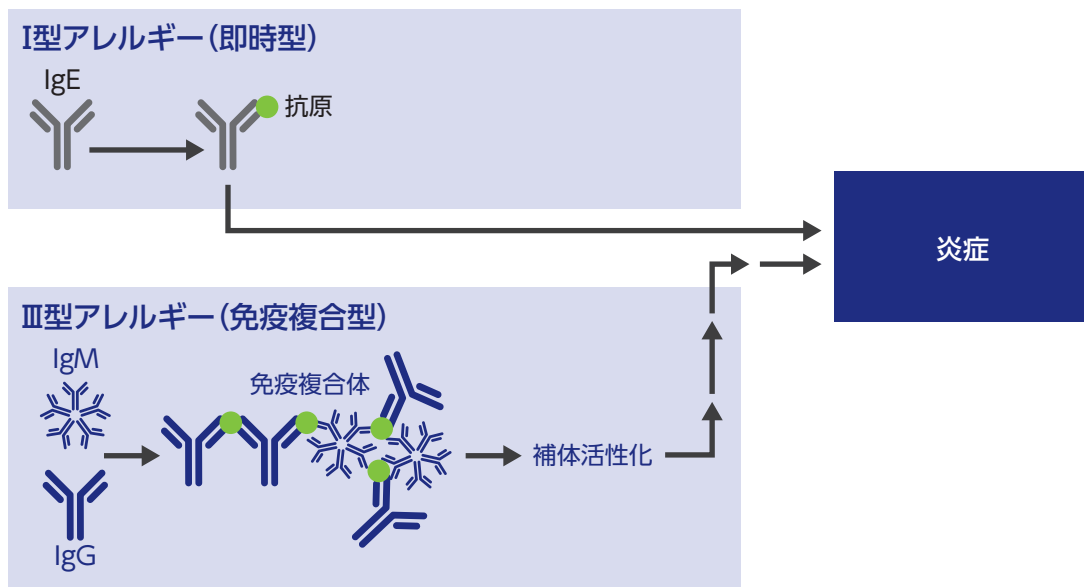 Ⅰ型アレルギー（即時型）
IgE
抗原
炎症
Ⅲ型アレルギー（免疫複合型）
IgM
免疫複合体
補体活性化
IgG